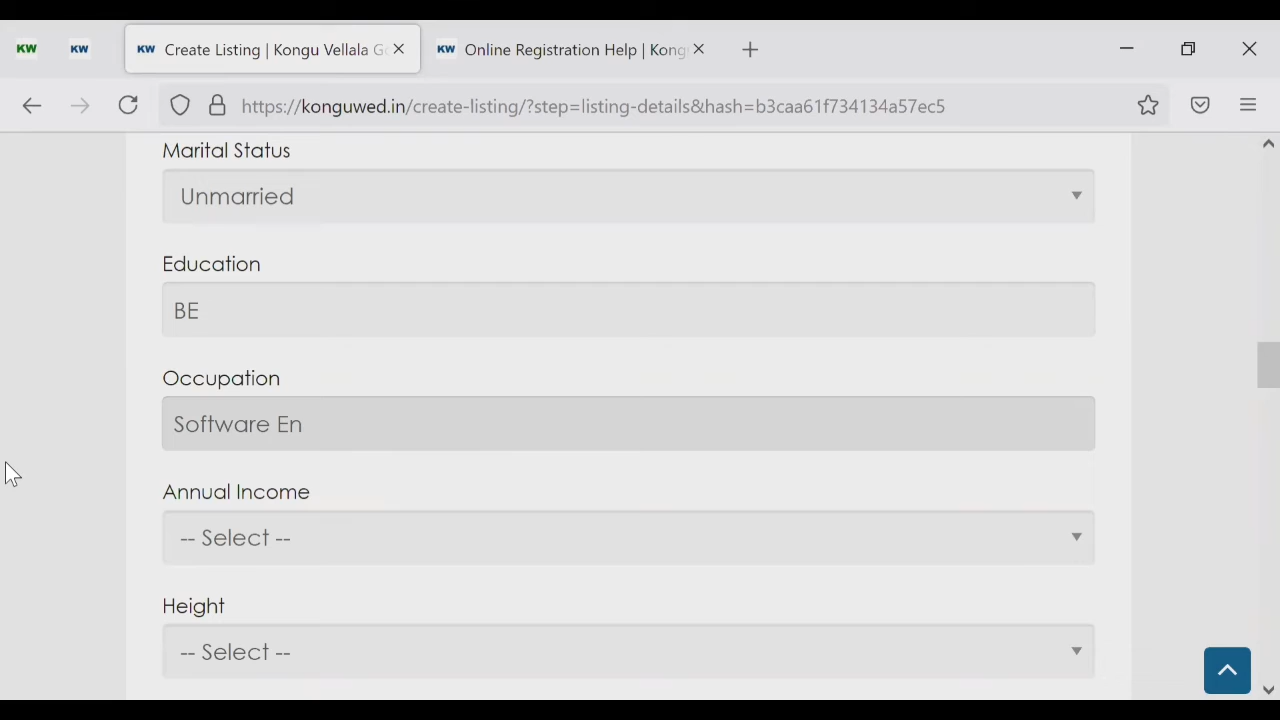 KW
KW
KW Create Listing | Kongu Vellala G
KW Online Registration Help | Kong
https://konguwed.in/create-listing/?step=listing-details&hash=b3caa61f734134a57ec5
Marital Status
Unmarried
Education
BE
Occupation
Software En
Annual Income
-- Select --
Height
-- Select --